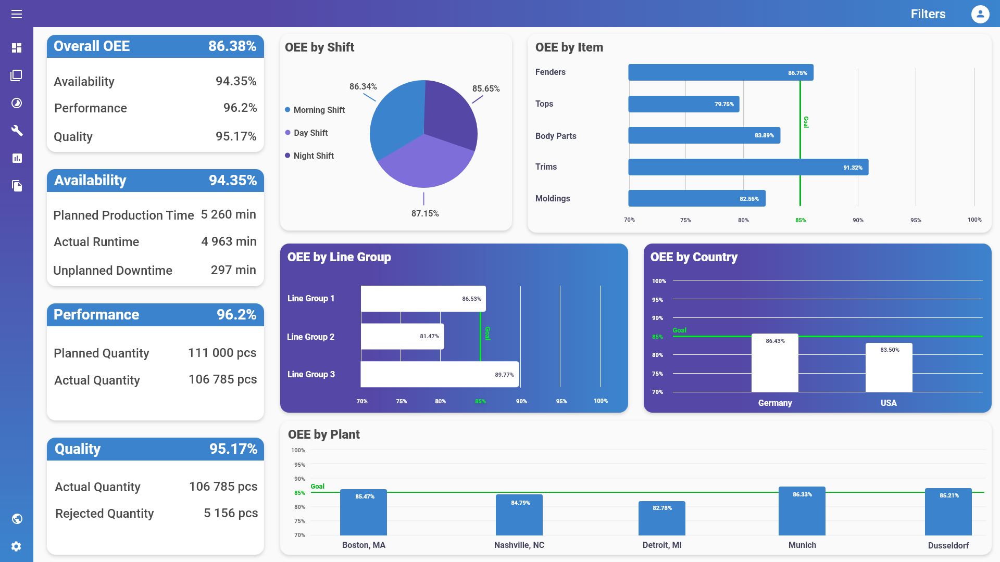 Filters
Overall OEE 86.38%
Availability 94.35%
Performance 96.2%
Quality 95.17%
Availability 94.35%
Planned Production Time 5 260 min
Actual Runtime 4 963 min
Unplanned Downtime 297 min
Performance 96.2%
Planned Quantity 111 000 pcs
Actual Quantity 106 785 pcs
Quality 95.17%
Actual Quantity 106 785 pcs
Rejected Quantity 5 156 pcs
OEE by Shift
86.34%
85.65%
Morning Shift
Day Shift
Night Shift
87.15%
OEE by Item
Fenders 86.75%
Tops 79.75%
Goal
Body Parts 83.89%
Trims 91.32%
Moldings 82.56%
70% 75% 80% 85% 90% 95% 100%
OEE by Line Group
Line Group 1 86.53%
Goal
Line Group 2 81.47%
Line Group 3 89.77%
70% 75% 80% 85% 90% 95% 100%
OEE by Country
100%
95%
90%
Goal
85%
86.43%
83.50%
80%
75%
70%
Germany USA
OEE by Plant
100%
95%
90%
Goal
85%
85.47% 84.79% 82.78% 86.33% 85.21%
80%
75%
70%
Boston, MA Nashville, NC Detroit, MI Munich Dusseldorf